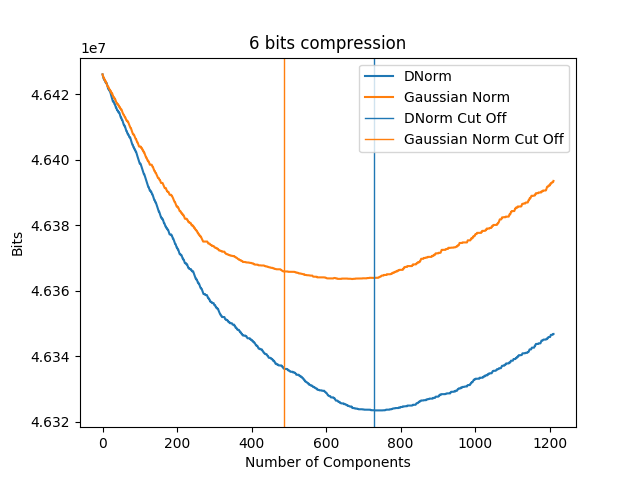 6 bits compression
1e7
DNorm
Gaussian Norm
DNorm Cut Off
Gaussian Norm Cut Off
4.642
4.640
4.638
4.636
4.634
4.632
Bits
0 200 400 600 800 1000 1200
Number of Components